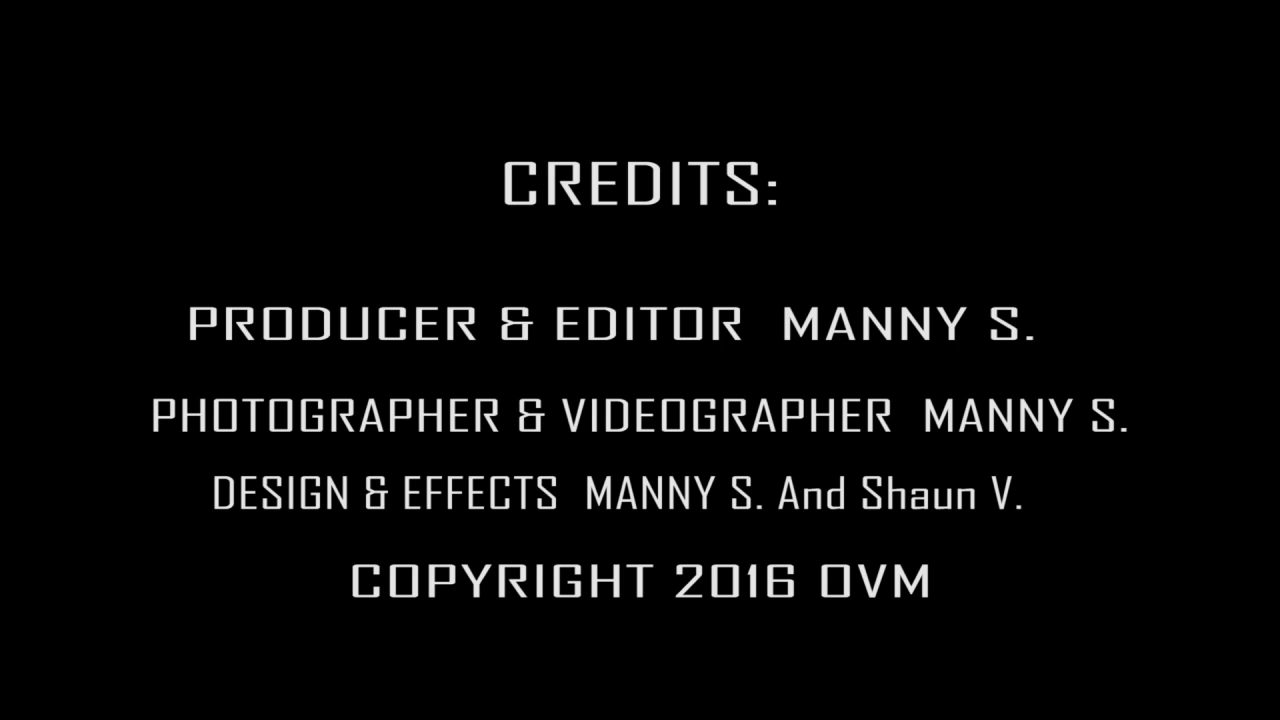 CREDITS:
PRODUCER & EDITOR MANNY S.
PHOTOGRAPHER & VIDEOGRAPHER MANNY S.
DESIGN & EFFECTS MANNY S. And Shaun V.
COPYRIGHT 2016 OVM